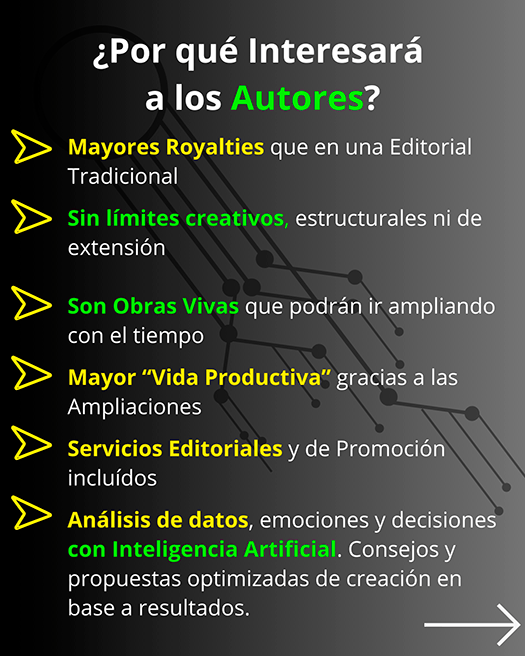 ¿Por qué Interesará
a los Autores?
Mayores Royalties que en una Editorial
Tradicional
Sin límites creativos, estructurales ni de
extensión
Son Obras Vivas que podrán ir ampliando
con el tiempo
Mayor “Vida Productiva” gracias a las
Ampliaciones
Servicios Editoriales y de Promoción
incluídos
Análisis de datos, emociones y decisiones
con Inteligencia Artificial. Consejos y
propuestas optimizadas de creación en
base a resultados.